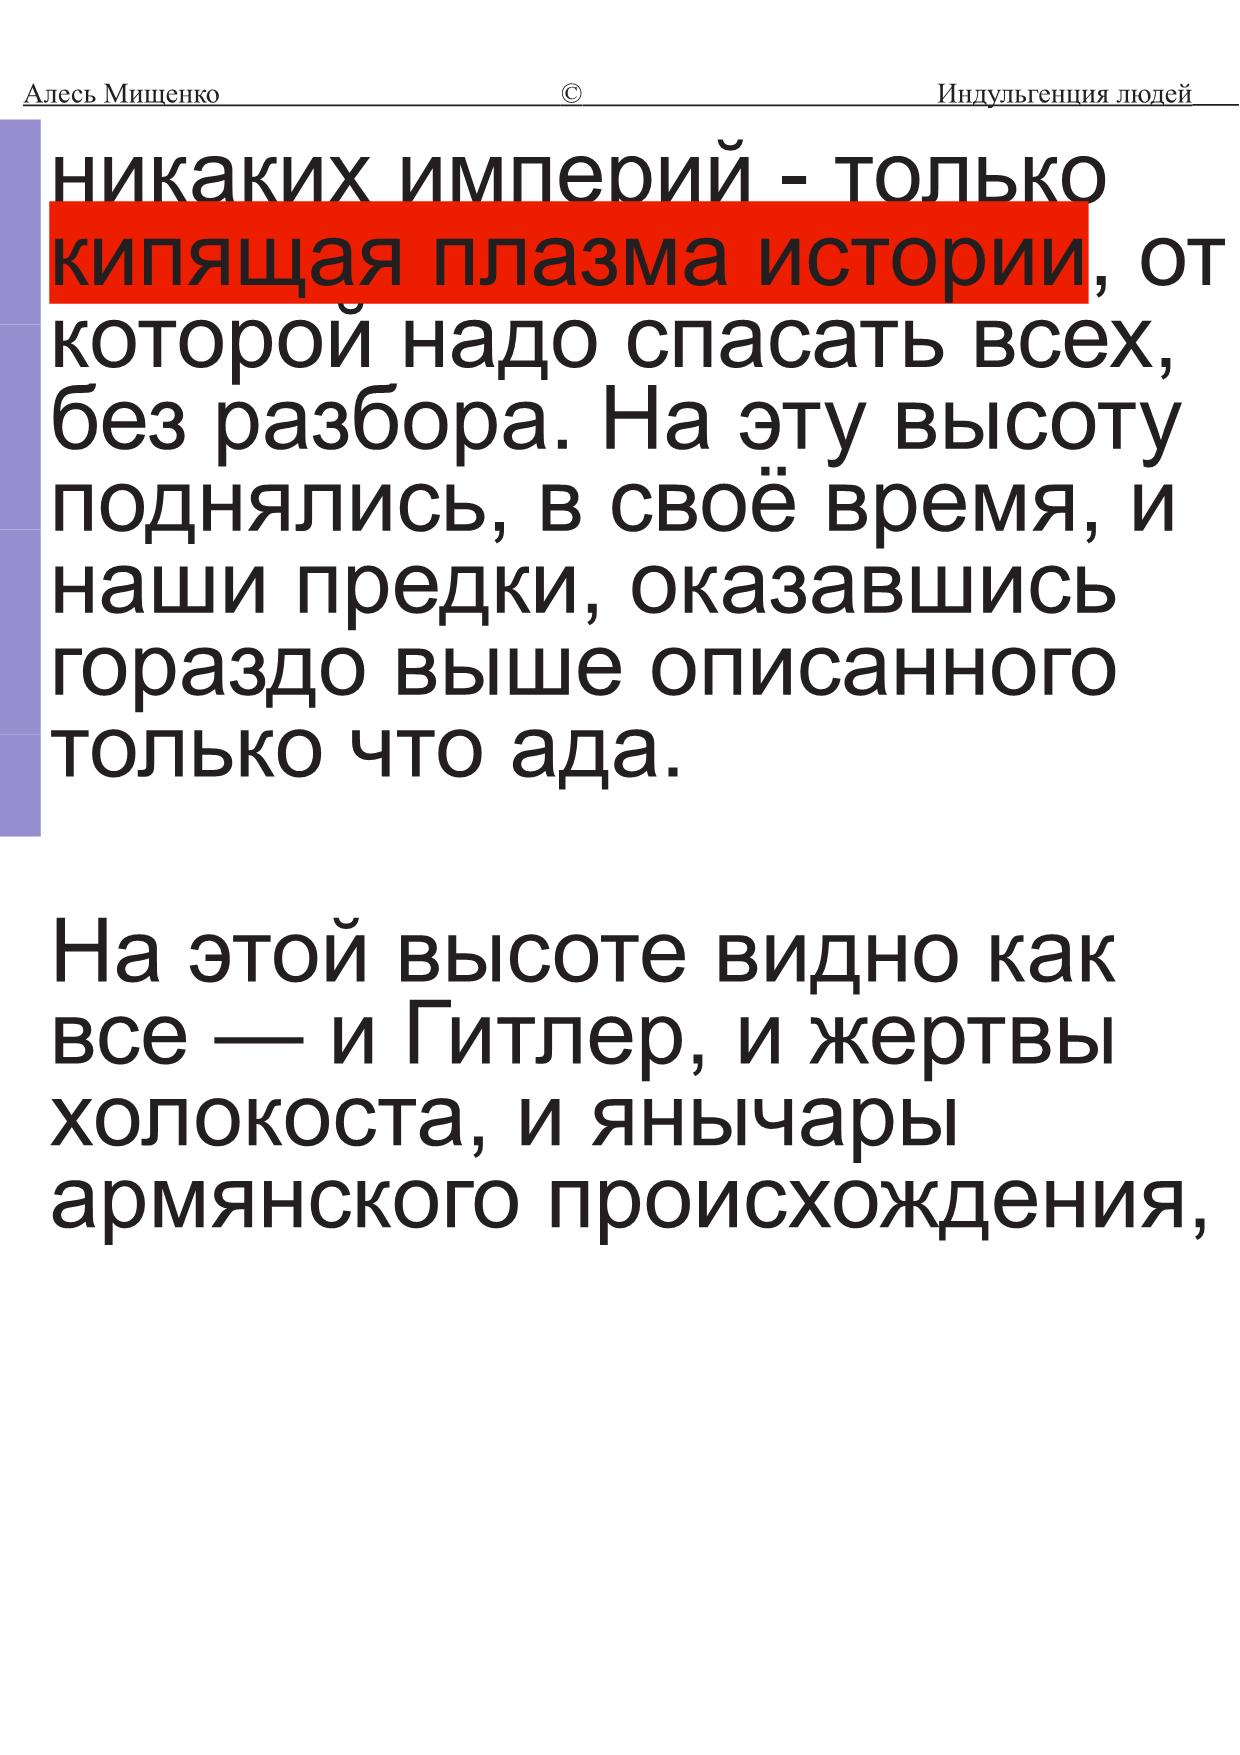 Алесь Мищенко © Индульгенция людей
никаких империй - только
кипящая плазма истории, от
которой надо спасать всех,
без разбора. На эту высоту
поднялись, в своё время, и
наши предки, оказавшись
гораздо выше описанного
только что ада.
На этой высоте видно как
все — и Гитлер, и жертвы
холокоста, и янычары
армянского происхождения,